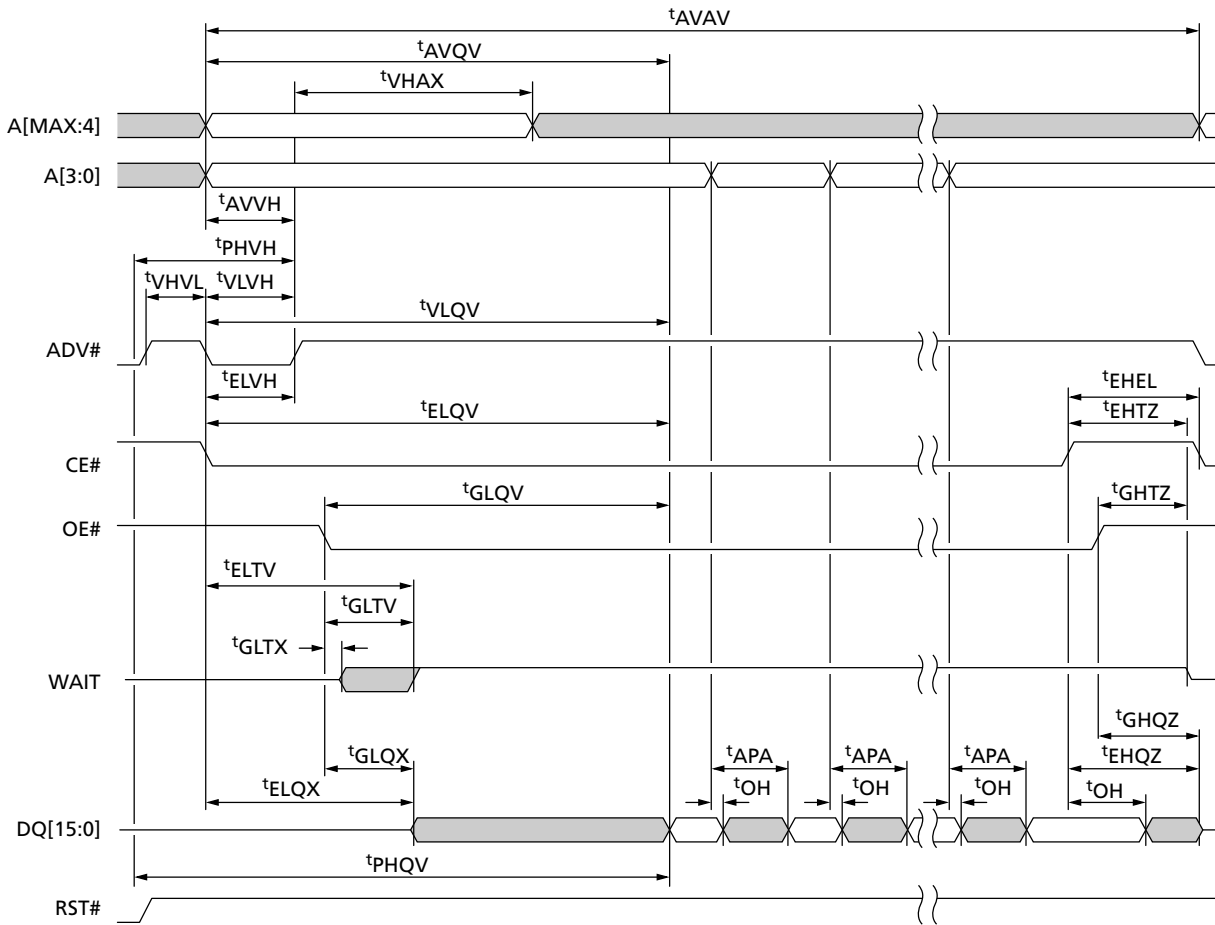 tAVAV
tAVQV
tVHAX
A[MAX:4]
A[3:0]
tAVVH
tPHVH
tVHVL
tVLVH
tVLQV
ADV#
tELVH
tEHEL
tELQV
tEHTZ
CE#
tGLQV
tGHTZ
OE#
tELTV
tGLTV
tGLTX
WAIT
tGHQZ
tGLQX
tAPA
tAPA
tAPA
tEHQZ
tELQX
tOH
tOH
tOH
tOH
DQ[15:0]
tPHQV
RST#